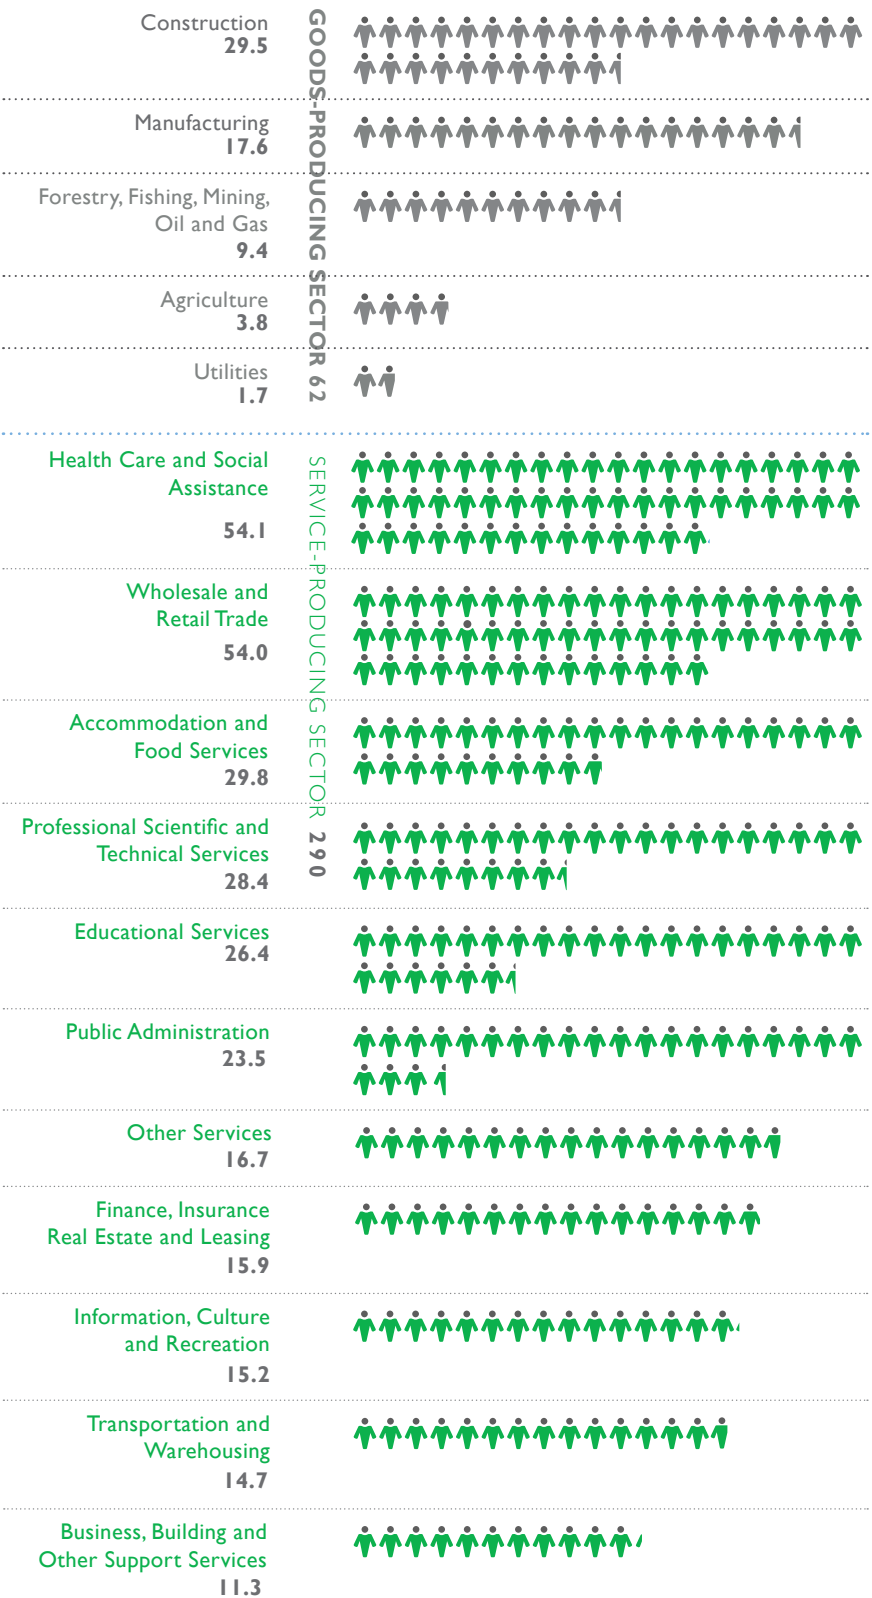 Construction
29.5
Manufacturing
17.6
Forestry, Fishing, Mining,
Oil and Gas
9.4
Agriculture
3.8
Utilities
1.7
GOODS-PRODUCING SECTOR 62
Health Care and Social
Assistance
54.1
Wholesale and
Retail Trade
54.0
Accommodation and
Food Services
29.8
Professional Scientific and
Technical Services
28.4
Educational Services
26.4
Public Administration
23.5
Other Services
16.7
Finance, Insurance
Real Estate and Leasing
15.9
Information, Culture
and Recreation
15.2
Transportation and
Warehousing
14.7
Business, Building and
Other Support Services
11.3
SERVICE-PRODUCING SECTOR 290